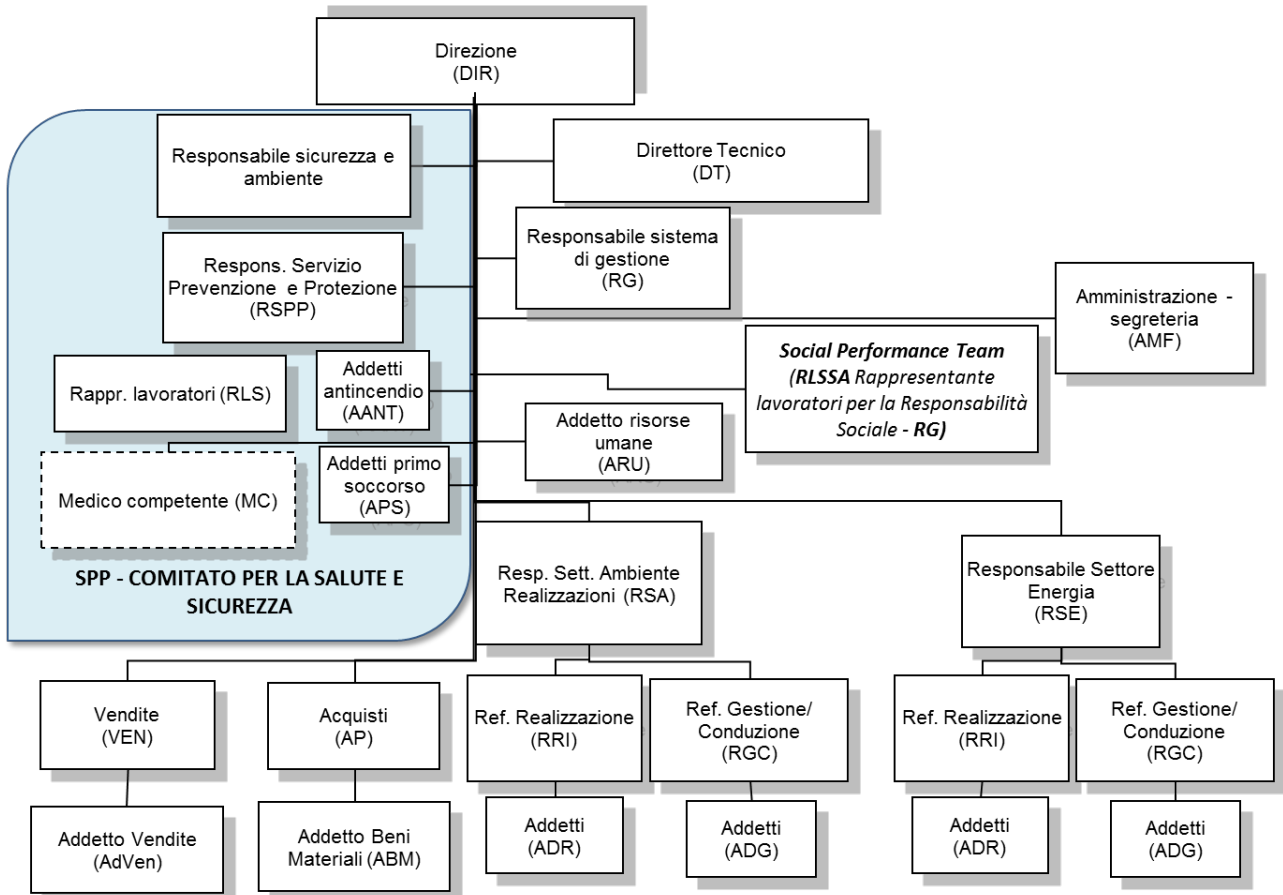 Direzione
(DIR)
Responsabile sicurezza e
ambiente
Direttore Tecnico
(DT)
Respons. Servizio
Prevenzione e Protezione
(RSPP)
Responsabile sistema
di gestione
(RG)
Amministrazione -
segreteria
(AMF)
Rappr. lavoratori (RLS)
Addetti
antincendio
(AANT)
Social Performance Team
(RLSSA Rappresentante
lavoratori per la Responsabilità
Sociale - RG)
Addetto risorse
umane
(ARU)
Medico competente (MC)
Addetti primo
soccorso
(APS)
SPP - COMITATO PER LA SALUTE E
SICUREZZA
Resp. Sett. Ambiente
Realizzazioni (RSA)
Responsabile Settore
Energia
(RSE)
Vendite
(VEN)
Acquisti
(AP)
Ref. Realizzazione
(RRI)
Ref. Gestione/
Conduzione
(RGC)
Ref. Realizzazione
(RRI)
Ref. Gestione/
Conduzione
(RGC)
Addetto Vendite
(AdVen)
Addetto Beni
Materiali (ABM)
Addetti
(ADR)
Addetti
(ADG)
Addetti
(ADR)
Addetti
(ADG)